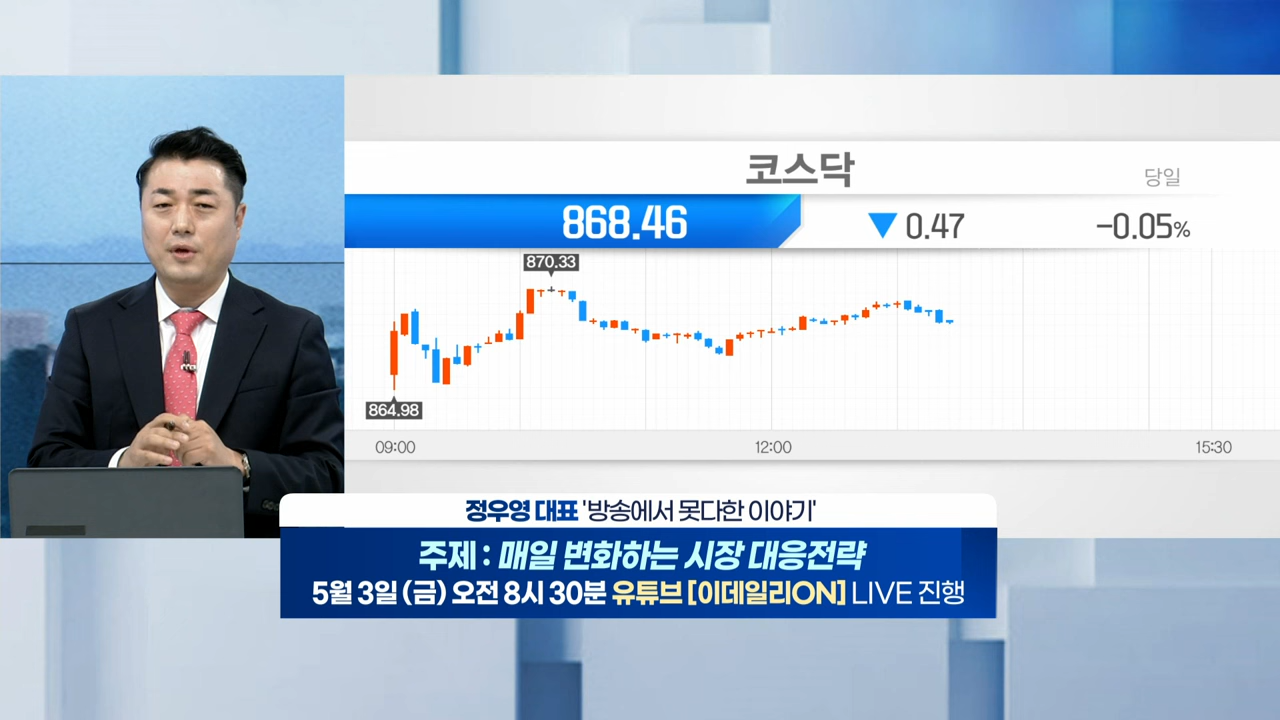 코스닥
당일
868.46 ▼ 0.47 -0.05%
870.33
864.98
09:00 12:00 15:30
정우영 대표 '방송에서 못다한 이야기'
주제 : 매일 변화하는 시장 대응전략
5월 3일 (금) 오전 8시 30분 유튜브 [이데일리ON] LIVE 진행